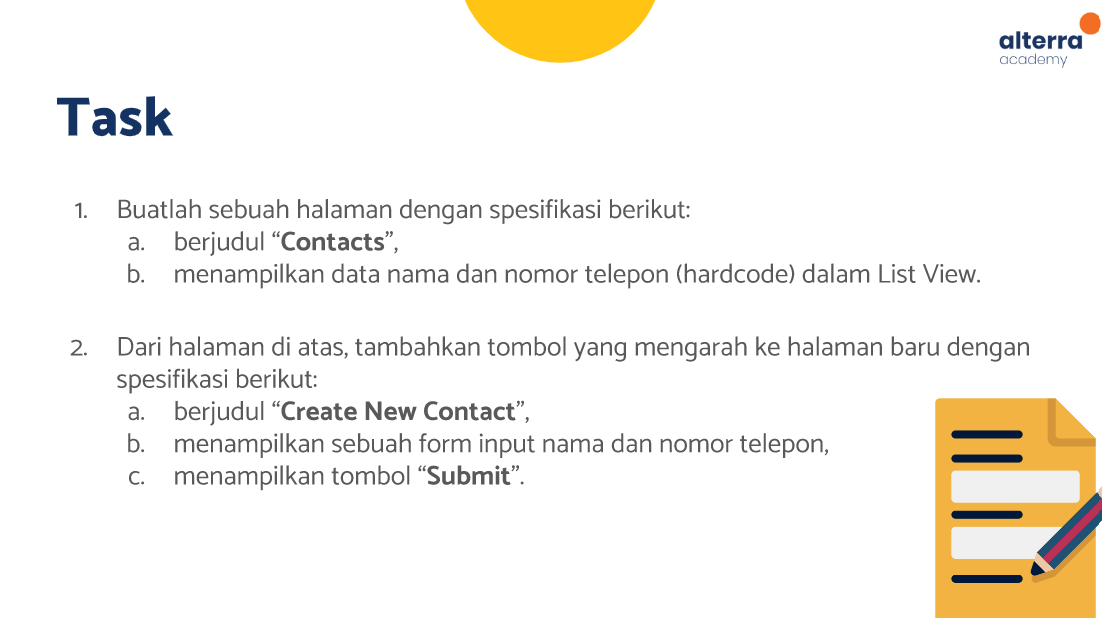 alterra
academy
Task
1. Buatlah sebuah halaman dengan spesifikasi berikut:
a. berjudul “Contacts”,
b. menampilkan data nama dan nomor telepon (hardcode) dalam List View.
2. Dari halaman di atas, tambahkan tombol yang mengarah ke halaman baru dengan
spesifikasi berikut:
a. berjudul “Create New Contact”,
b. menampilkan sebuah form input nama dan nomor telepon,
c. menampilkan tombol “Submit”.